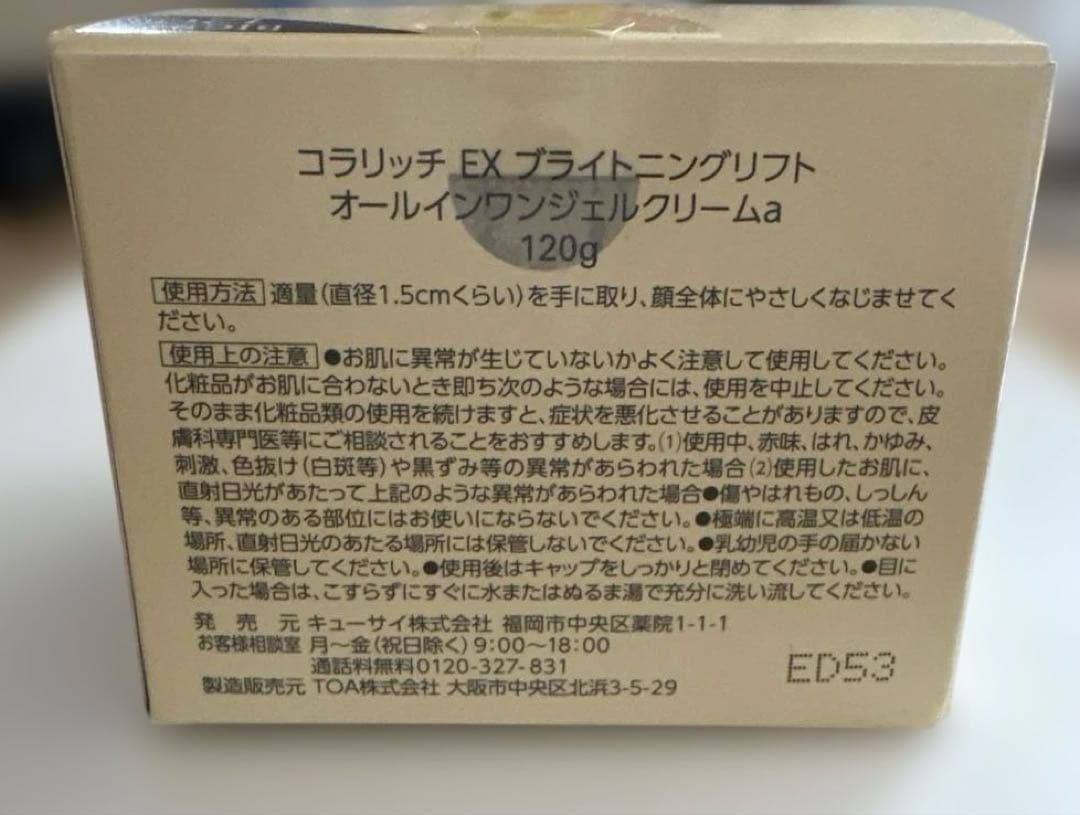 コラリッチ EX ブライトニングリフト
オールインワンジェルクリームa
120g
使用方法 適量(直径1.5cmくらい)を手に取り、顔全体にやさしくなじませてく
ださい。
使用上の注意 ●お肌に異常が生じていないかよく注意して使用してください。
化粧品がお肌に合わないとき即ち次のような場合には、使用を中止してください。
そのまま化粧品類の使用を続けますと、症状を悪化させることがありますので、皮
膚科専門医等にご相談されることをおすすめします。(1)使用中、赤味、はれ、かゆみ、
刺激、色抜け(白斑等)や黒ずみ等の異常があらわれた場合(2)使用したお肌に、
直射日光があたって上記のような異常があらわれた場合●傷やはれもの、しっしん
等、異常のある部位にはお使いにならないでください。●極端に高温又は低温の
場所、直射日光のあたる場所には保管しないでください。●乳幼児の手の届かない
場所に保管してください。●使用後はキャップをしっかりと閉めてください。●目に
入った場合は、こすらずにすぐに水またはぬるま湯で充分に洗い流してください。
発売元 キューサイ株式会社 福岡市中央区薬院1-1-1
お客様相談室 月〜金(祝日除く)9:00〜18:00
通話料無料0120-327-831
製造販売元 TOA株式会社 大阪市中央区北浜3-5-29
ED53